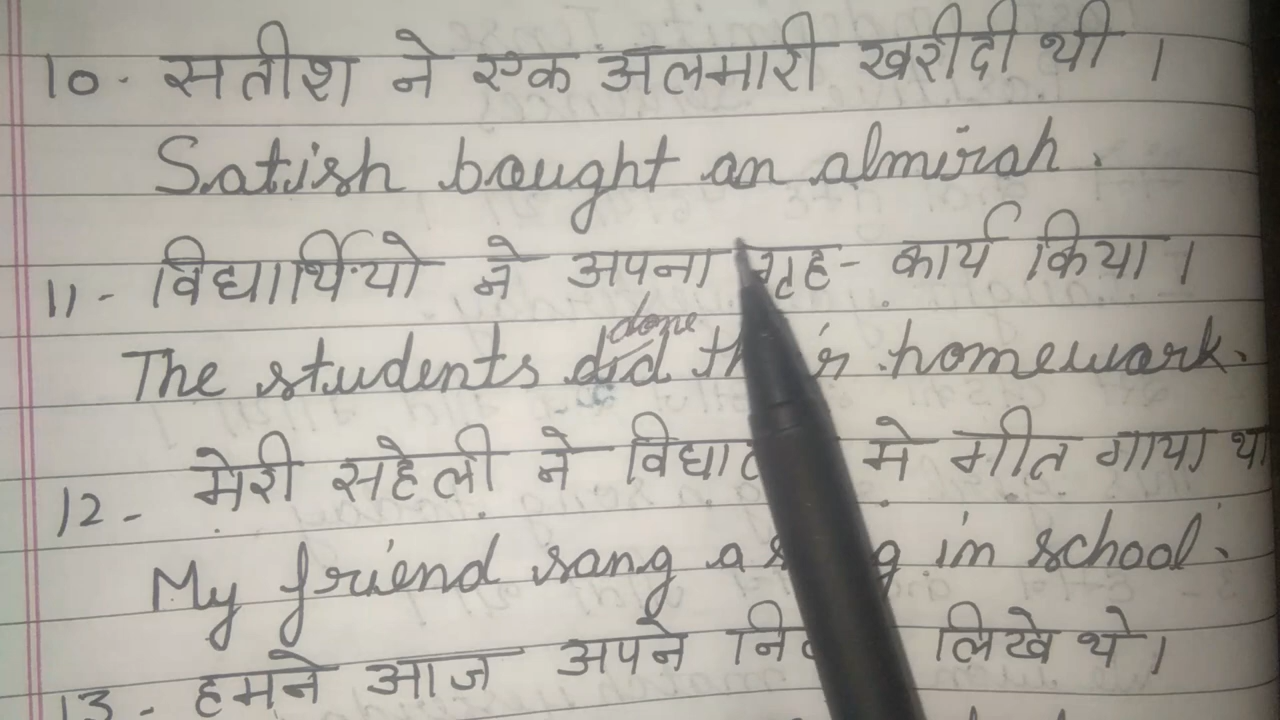 10. सतीश ने एक अलमारी खरीदी थी ।
Satish bought an almirah.
11- विद्यार्थियो ने अपना गृह- कार्य किया ।
done
The students did their homework.
12- मेरी सहेली ने में गीत गाया था
My friend sang a song in school.
13- हमने आज अपने लिखे थे ।